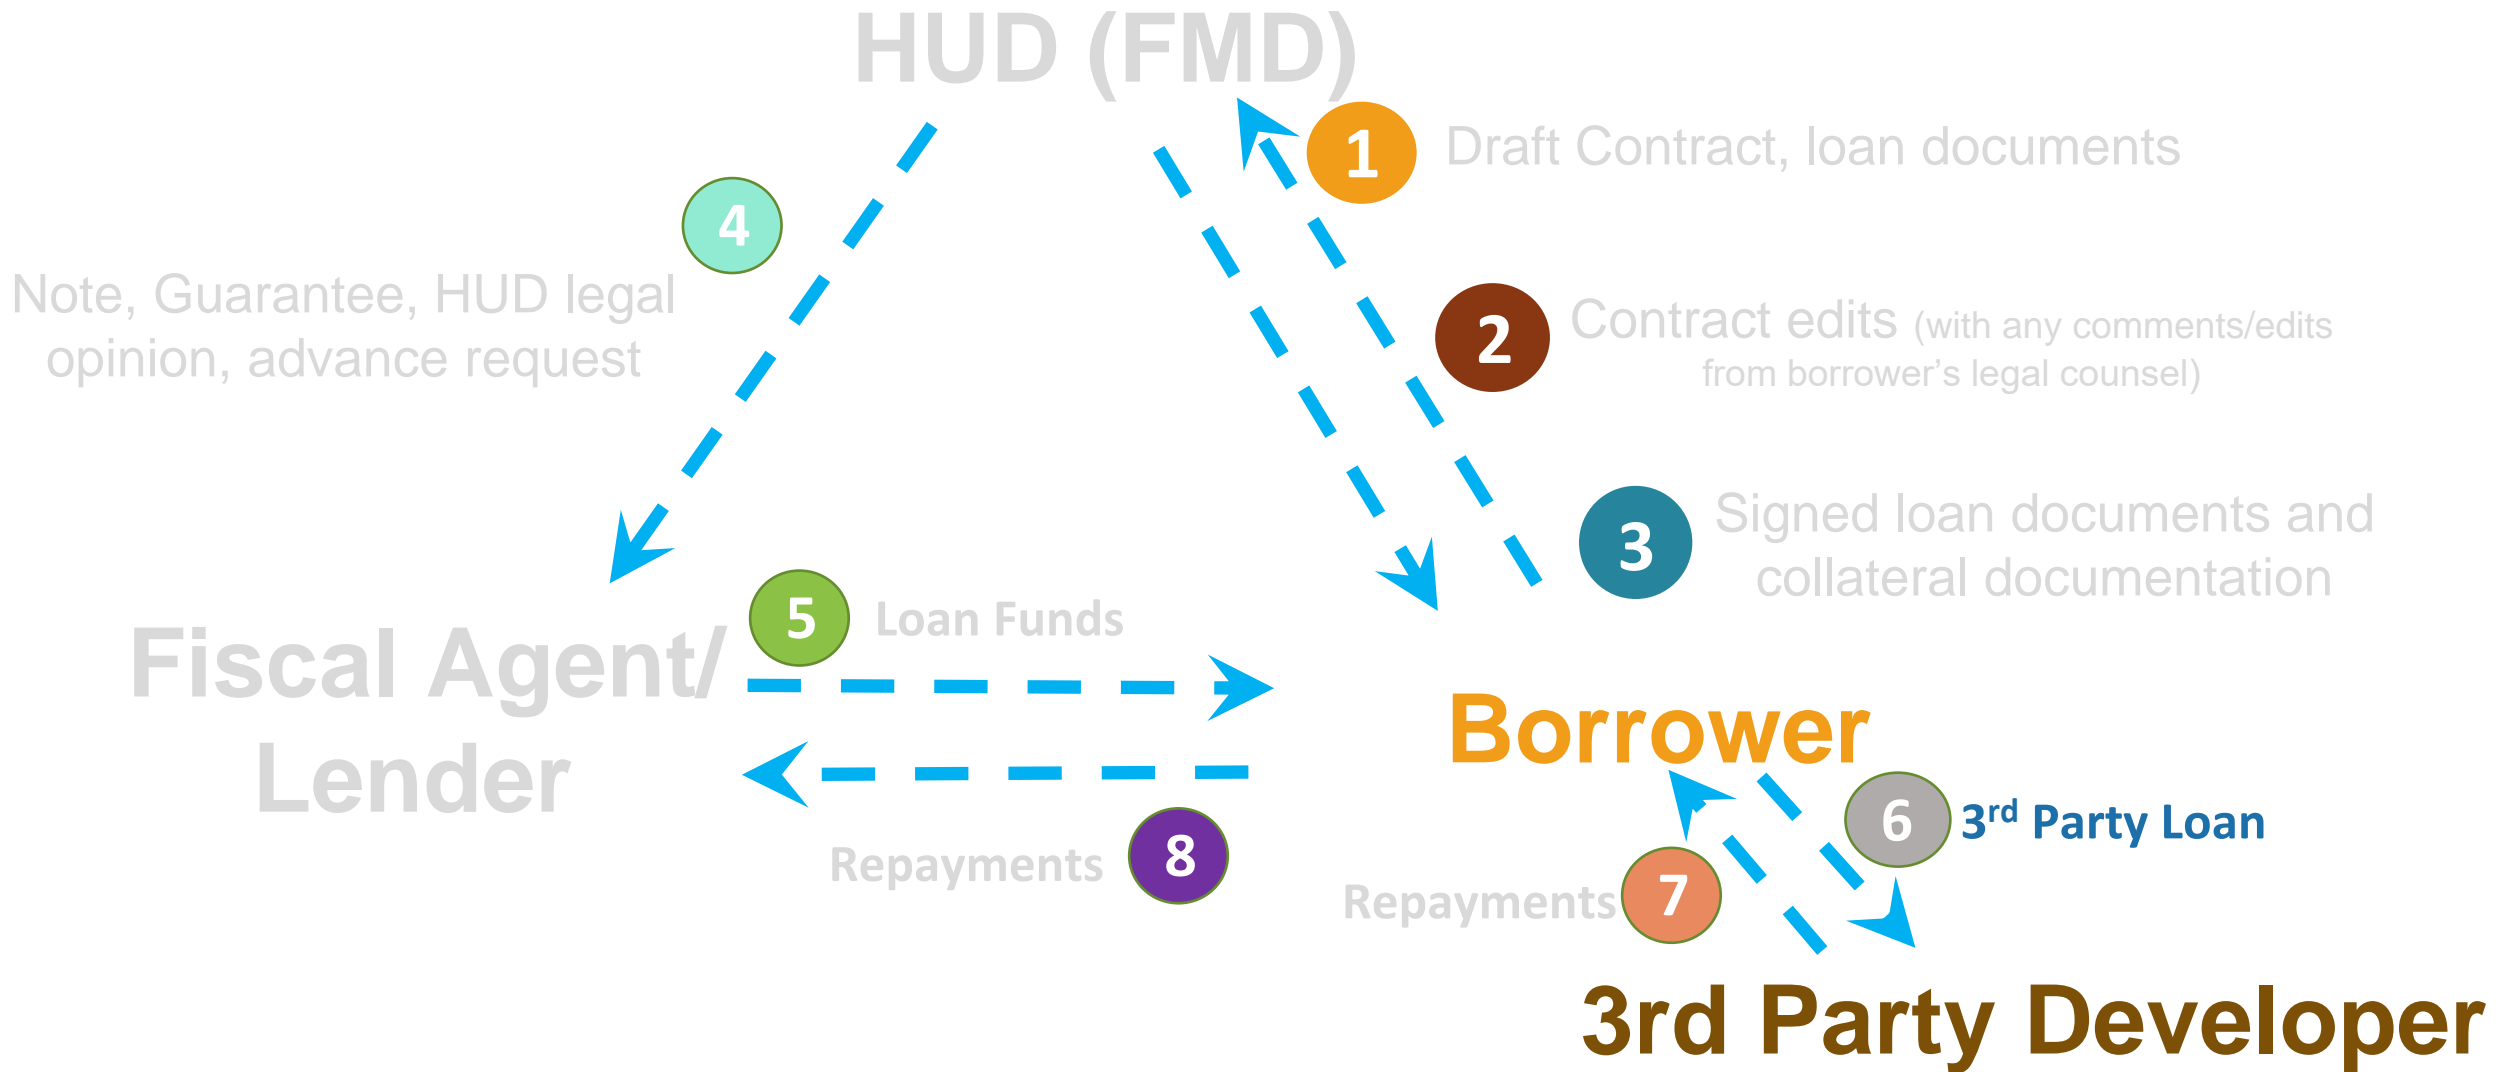 HUD (FMD)
1
Draft Contract, loan documents
4
Note, Guarantee, HUD legal
opinion, advance request
2
Contract edits (with any comments/edits
from borrower's legal counsel)
3
Signed loan documents and
collateral documentation
5
Loan Funds
Fiscal Agent/
Lender
Borrower
8
Repayments
6
3rd Party Loan
7
Repayments
3rd Party Developer